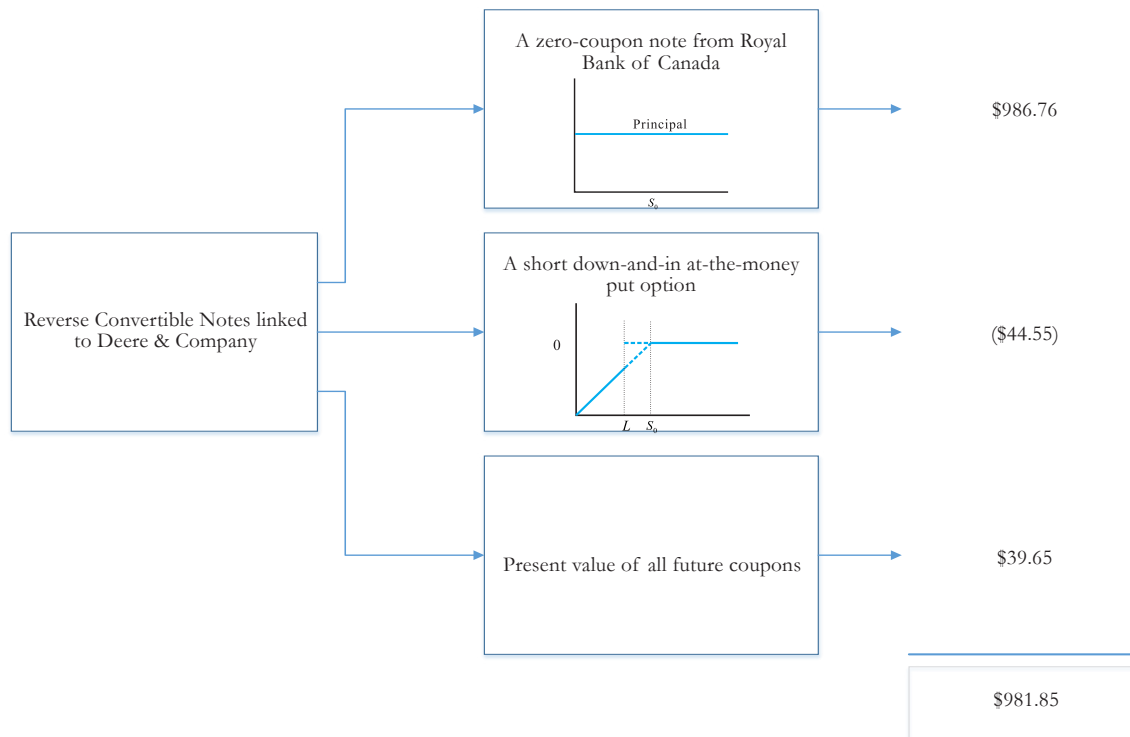 A zero-coupon note from Royal
Bank of Canada
Principal
S₀
$986.76
Reverse Convertible Notes linked
to Deere & Company
A short down-and-in at-the-money
put option
0
L S₀
($44.55)
Present value of all future coupons
$39.65
$981.85